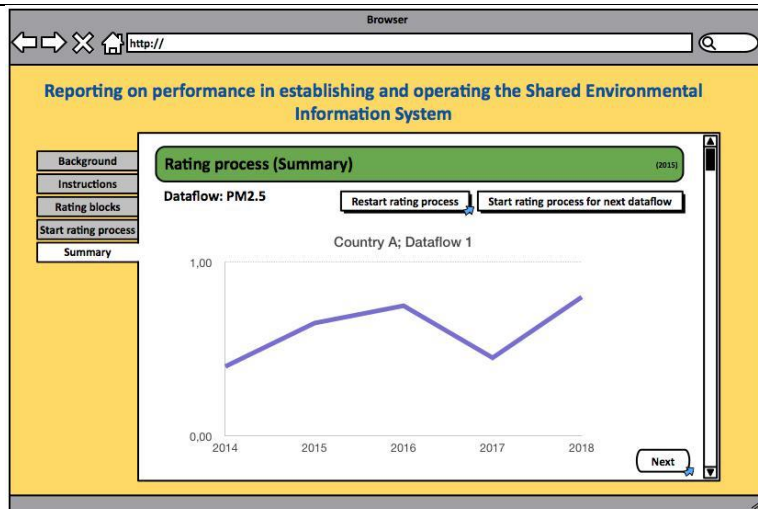 Browser
http://
Reporting on performance in establishing and operating the Shared Environmental
Information System
Background
Instructions
Rating blocks
Start rating process
Summary
Rating process (Summary)
(2015)
Dataflow: PM2.5
Restart rating process
Start rating process for next dataflow
Country A; Dataflow 1
1,00
0,00
2014
2015
2016
2017
2018
Next